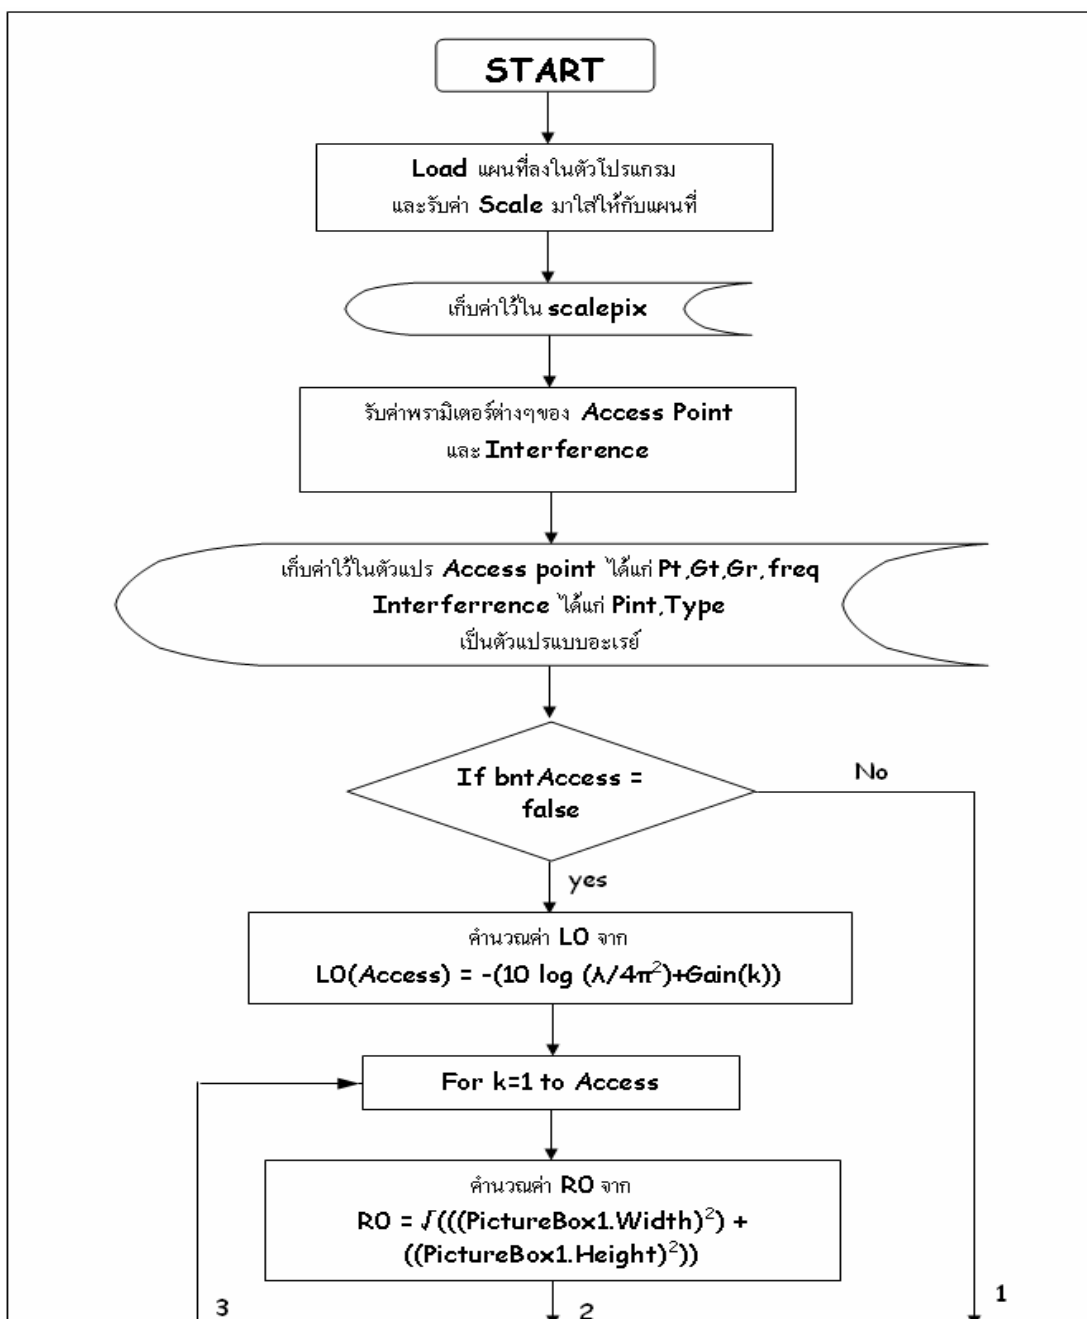 START
Load แผนที่ลงในตัวโปรแกรม
และรับค่า Scale มาใส่ให้กับแผนที่
เก็บค่าไว้ใน scalepix
รับค่าพรามิเตอร์ต่างๆของ Access Point
และ Interference
เก็บค่าไว้ในตัวแปร Access point ได้แก่ Pt,Gt,Gr,freq
Interferrence ได้แก่ Pint,Type
เป็นตัวแปรแบบอะเรย์
If bntAccess =
false
No
yes
คำนวณค่า L0 จาก
L0(Access) = -(10 log (λ/4π²)+Gain(k))
For k=1 to Access
คำนวณค่า R0 จาก
R0 = √(((PictureBox1.Width)²) +
((PictureBox1.Height)²))
3
2
1